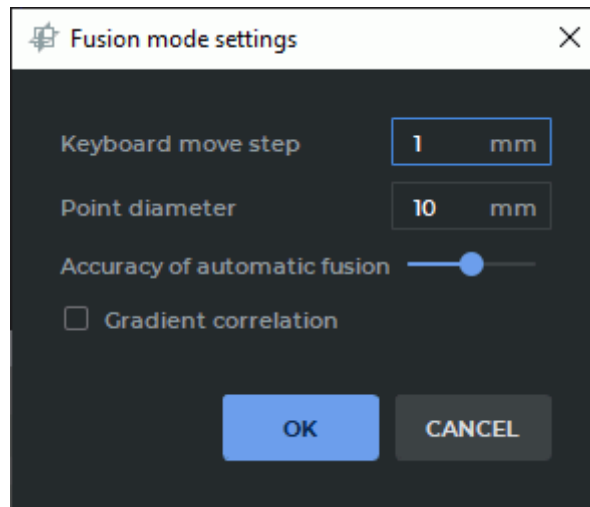 Fusion mode settings
Keyboard move step 1 mm
Point diameter 10 mm
Accuracy of automatic fusion
Gradient correlation
OK CANCEL